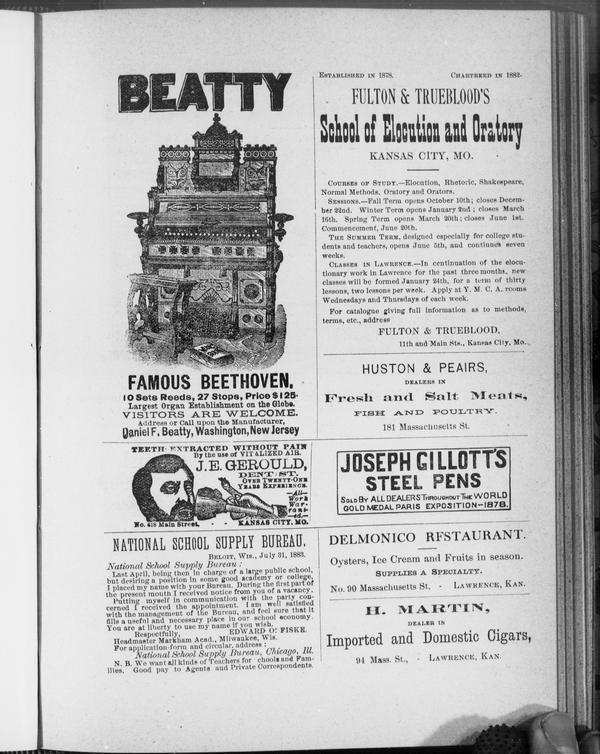 BEATTY
FAMOUS BEETHOVEN,
10 Sets Reeds, 27 Stops, Price $125.
Largest Organ Establishment on the Globe.
VISITORS ARE WELCOME.
Address or Call upon the Manufacturer,
Daniel F. Beatty, Washington, New Jersey
TEETH EXTRACTED WITHOUT PAIN
By the use of VITALIZED AIR.
J. E. GEROULD,
DENTIST.
OVER TWENTY-ONE
YEARS EXPERIENCE.
—All—
Work
War-
rant-
—ed.—
No. 618 Main Street, - - KANSAS CITY, MO.
NATIONAL SCHOOL SUPPLY BUREAU.
BELOIT, WIS., July 31, 1883.
National School Supply Bureau:
Last April, being then in charge of a large public school,
but desiring a position in some good academy or college,
I placed my name with your Bureau. During the first part of
the present mouth I received notice from you of a vacancy.
Putting myself in communication with the party con-
cerned I received the appointment. I am well satisfied
with the management of the Bureau, and feel sure that it
fills a useful and necessary place in our school economy.
You are at liberty to use my name if you wish.
Respectfully, EDWARD O. FISKE.
Headmaster Markham Acad., Milwaukee, Wis.
For application-form and circular, address:
National School Supply Bureau, Chicago, Ill.
N. B. We want all kinds of Teachers for chools and Fam-
ilies. Good pay to Agents and Private Correspondents.
ESTABLISHED IN 1878. CHARTRERD IN 1882.
FULTON & TRUEBLOOD'S
School of Elocution and Oratory
KANSAS CITY, MO.
COURSES OF STUDY.—Elocution, Rhetoric, Shakespeare,
Normal Methods, Oratory and Orators.
SESSIONS.—Fall Term opens October 10th; closes Decem-
ber 22nd. Winter Term opens January 2nd; closes March
16th. Spring Term opens March 20th; closes June 1st.
Commencement, June 20th.
THE SUMMER TERM, designed especially for college stu-
dents and teachers, opens June 5th, and continues seven
weeks.
CLASSES IN LAWRENCE.—In centinuation of the elocu-
tionary work in Lawrence for the past three months, new
classes will be formed January 24th, for a term of thirty
lessons, two lessons per week. Apply at Y. M. C. A. rooms
Wednesdays and Thursdays of each week.
For catalogue giving full information as to methods,
terms, etc., address
FULTON & TRUEBLOOD,
11th and Main Sts., Kansas City, Mo.
HUSTON & PEAIRS,
DEALERS IN
Fresh and Salt Meats,
FISH AND POULTRY.
181 Massachusetts St.
JOSEPH GILLOTT'S
STEEL PENS
SOLD BY ALL DEALERS THROUGHOUT THE WORLD
GOLD MEDAL PARIS EXPOSITION—1878.
DELMONICO RESTAURANT.
Oysters, Ice Cream and Fruits in season.
SUPPLIES A SPECIALTY.
No. 90 Massachusetts St. - LAWRENCE, KAN.
H. MARTIN,
DEALER IN
Imported and Domestic Cigars,
94 Mass. St., - LAWRENCE, KAN.